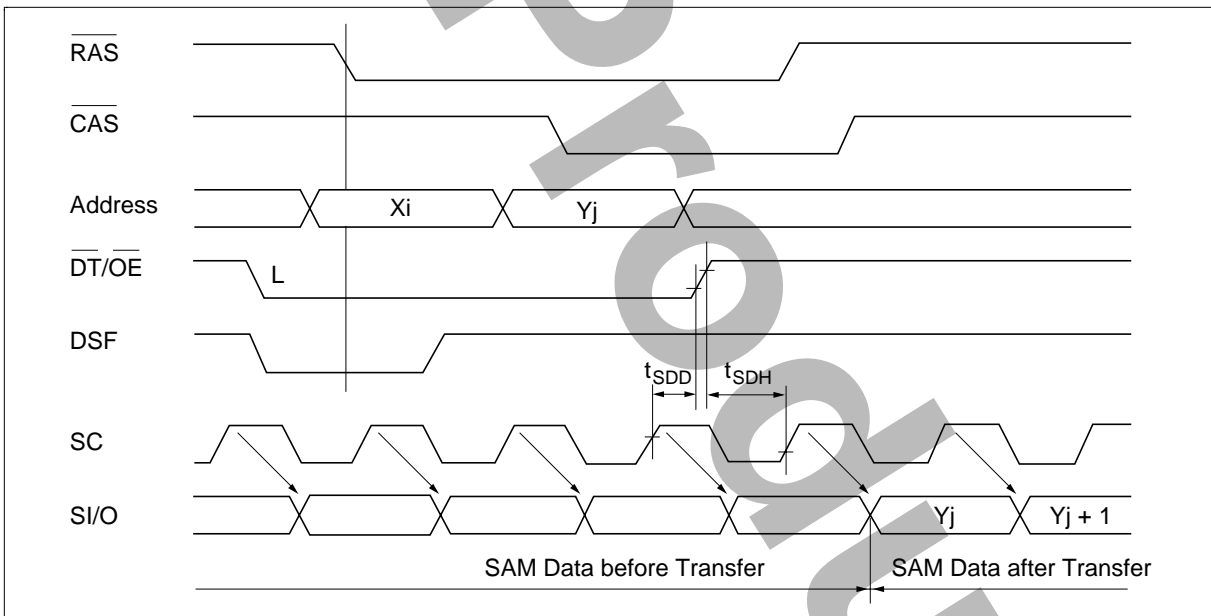 RAS
CAS
Address
Xi
Yj
DT/OE
L
DSF
tSDD
tSDH
SC
SI/O
Yj
Yj + 1
SAM Data before Transfer
SAM Data after Transfer